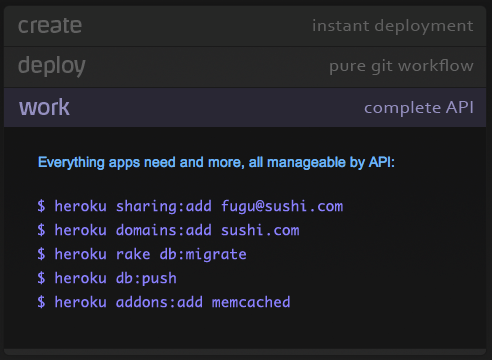 create instant deployment
deploy pure git workflow
work complete API
Everything apps need and more, all manageable by API:
$ heroku sharing:add fugu@sushi.com
$ heroku domains:add sushi.com
$ heroku rake db:migrate
$ heroku db:push
$ heroku addons:add memcached